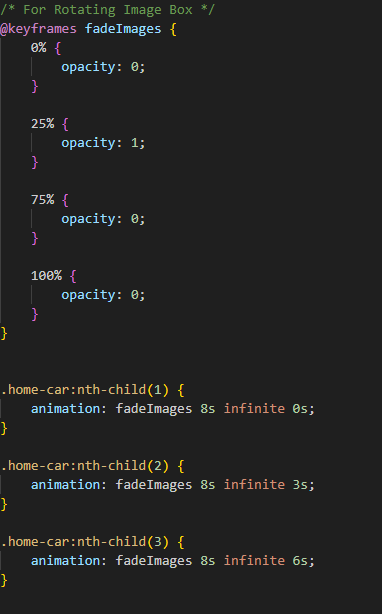 /* For Rotating Image Box */
@keyframes fadeImages {
    0% {
        opacity: 0;
    }

    25% {
        opacity: 1;
    }

    75% {
        opacity: 0;
    }

    100% {
        opacity: 0;
    }
}


.home-car:nth-child(1) {
    animation: fadeImages 8s infinite 0s;
}

.home-car:nth-child(2) {
    animation: fadeImages 8s infinite 3s;
}

.home-car:nth-child(3) {
    animation: fadeImages 8s infinite 6s;
}